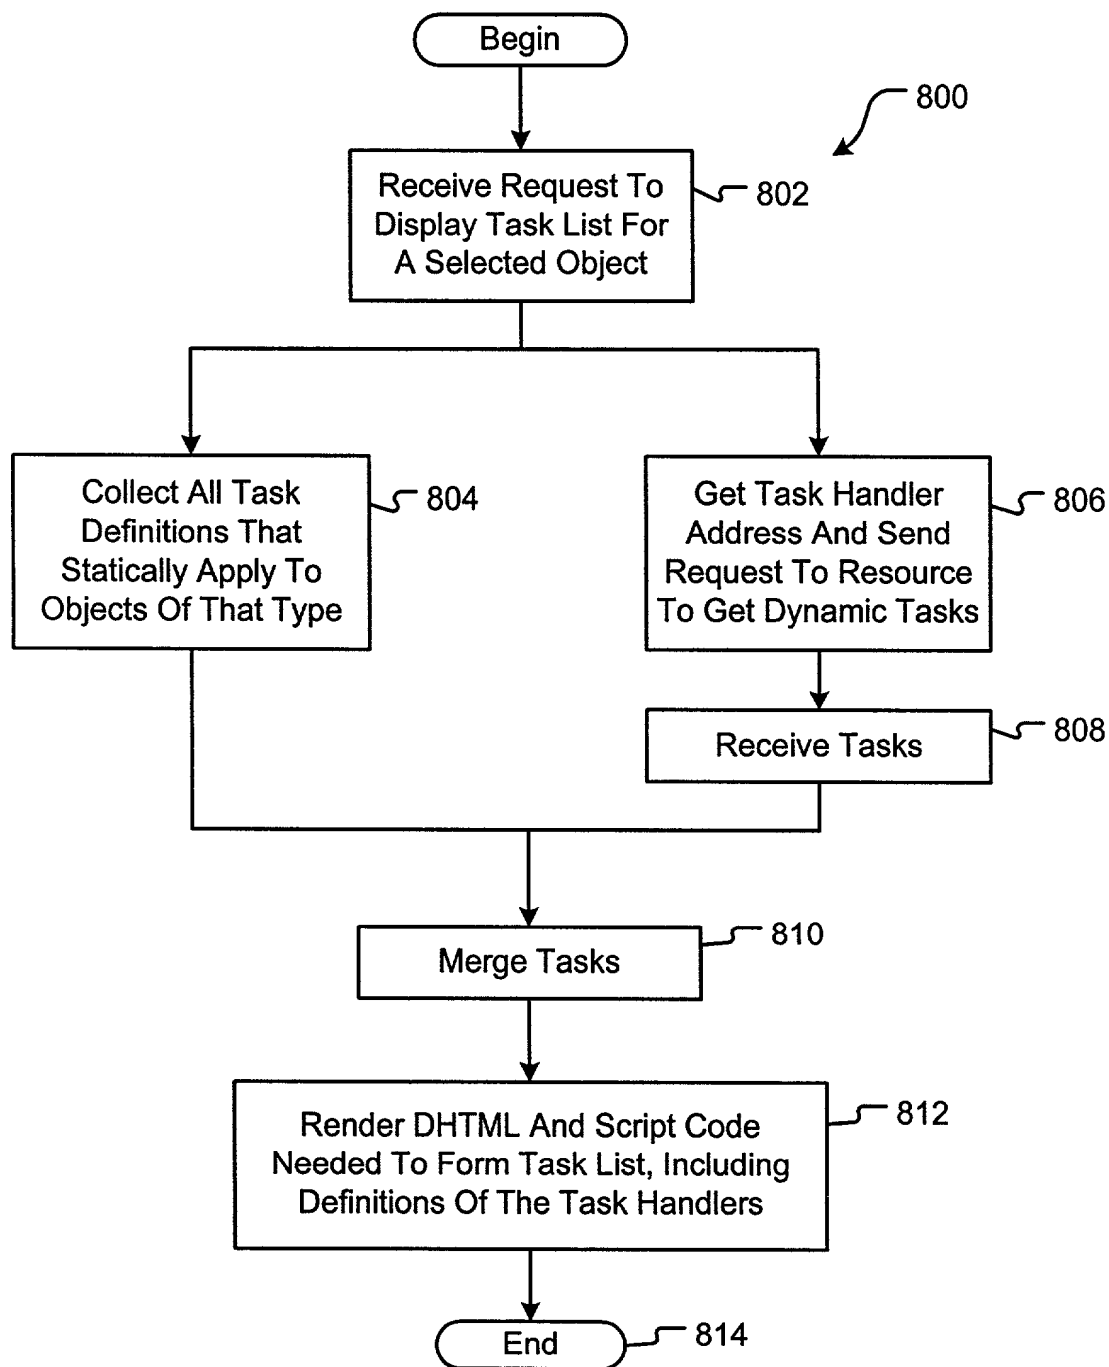 Begin
800
Receive Request To
Display Task List For
A Selected Object
802
Collect All Task
Definitions That
Statically Apply To
Objects Of That Type
804
Get Task Handler
Address And Send
Request To Resource
To Get Dynamic Tasks
806
Receive Tasks
808
Merge Tasks
810
Render DHTML And Script Code
Needed To Form Task List, Including
Definitions Of The Task Handlers
812
End
814